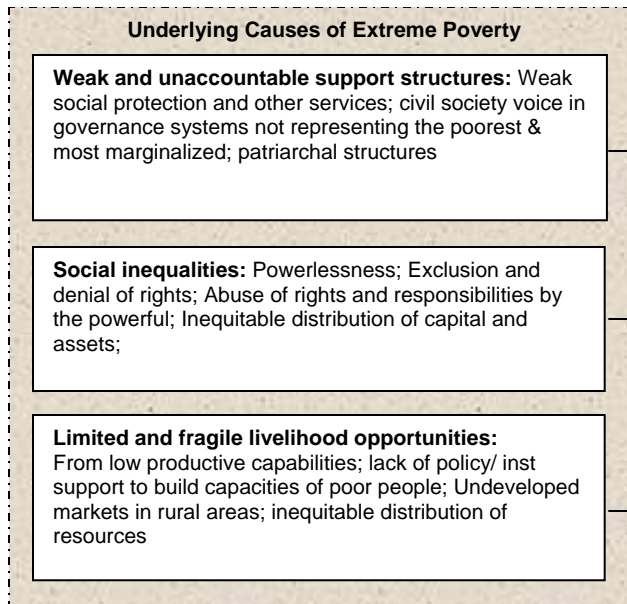 Underlying Causes of Extreme Poverty
Weak and unaccountable support structures: Weak
social protection and other services; civil society voice in
governance systems not representing the poorest &
most marginalized; patriarchal structures
Social inequalities: Powerlessness; Exclusion and
denial of rights; Abuse of rights and responsibilities by
the powerful; Inequitable distribution of capital and
assets;
Limited and fragile livelihood opportunities:
From low productive capabilities; lack of policy/ inst
support to build capacities of poor people; Undeveloped
markets in rural areas; inequitable distribution of
resources